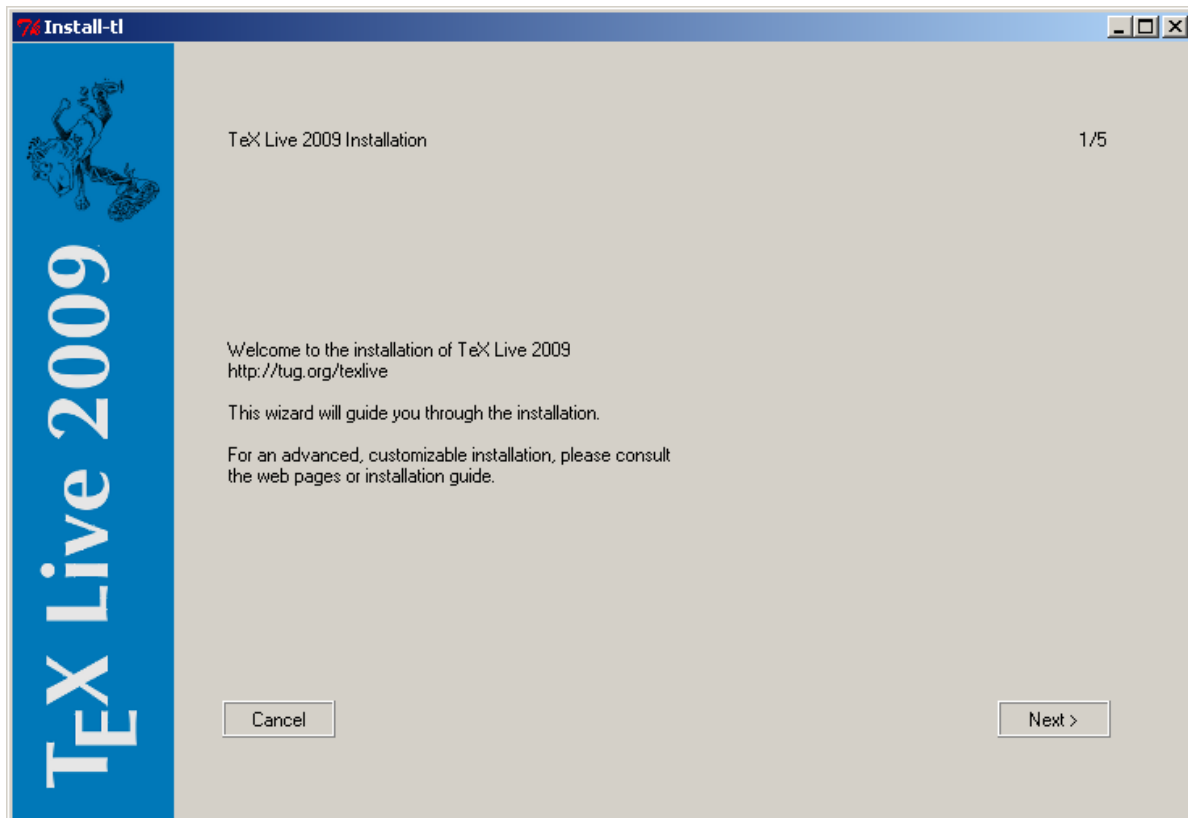 Install-tl
TeX Live 2009 Installation
1/5
TEX Live 2009
Welcome to the installation of TeX Live 2009
http://tug.org/texlive
This wizard will guide you through the installation.
For an advanced, customizable installation, please consult
the web pages or installation guide.
Cancel
Next >